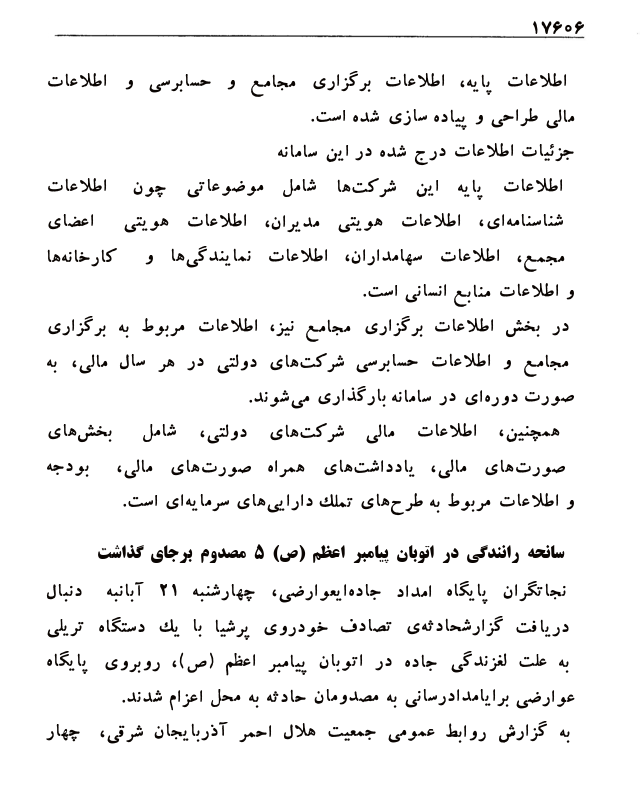 ۱۷۶۰۶
اطلاعات پایه، اطلاعات برگزاری مجامع و حسابرسی و اطلاعات
مالی طراحی و پیاده سازی شده است.
جزئیات اطلاعات درج شده در این سامانه
اطلاعات پایه این شرکت‌ها شامل موضوعاتی چون اطلاعات
شناسنامه‌ای، اطلاعات هویتی مدیران، اطلاعات هویتی اعضای
مجمع، اطلاعات سهامداران، اطلاعات نمایندگی‌ها و کارخانه‌ها
و اطلاعات منابع انسانی است.
در بخش اطلاعات برگزاری مجامع نیز، اطلاعات مربوط به برگزاری
مجامع و اطلاعات حسابرسی شرکت‌های دولتی در هر سال مالی، به
صورت دوره‌ای در سامانه بارگذاری می‌شوند.
همچنین، اطلاعات مالی شرکت‌های دولتی، شامل بخش‌های
صورت‌های مالی، یادداشت‌های همراه صورت‌های مالی، بودجه
و اطلاعات مربوط به طرح‌های تملك دارایی‌های سرمایه‌ای است.
سانحه رانندگی در اتوبان پیامبر اعظم (ص) ۵ مصدوم برجای گذاشت
نجاتگران پایگاه امداد جاده‌ایعوارضی، چهارشنبه ۲۱ آبانبه دنبال
دریافت گزارشحادثه‌ی تصادف خودروی پرشیا با یك دستگاه تریلی
به علت لغزندگی جاده در اتوبان پیامبر اعظم (ص)، روبروی پایگاه
عوارضی برایامدادرسانی به مصدومان حادثه به محل اعزام شدند.
به گزارش روابط عمومی جمعیت هلال احمر آذربایجان شرقی، چهار